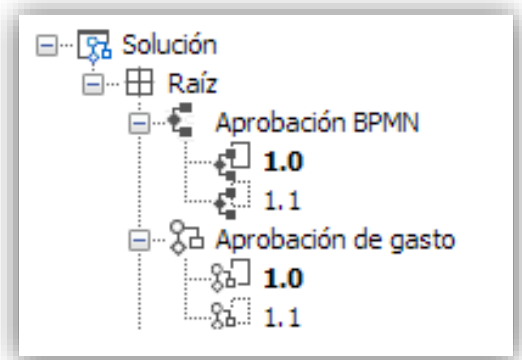 Solución
Raíz
Aprobación BPMN
1.0
1.1
Aprobación de gasto
1.0
1.1